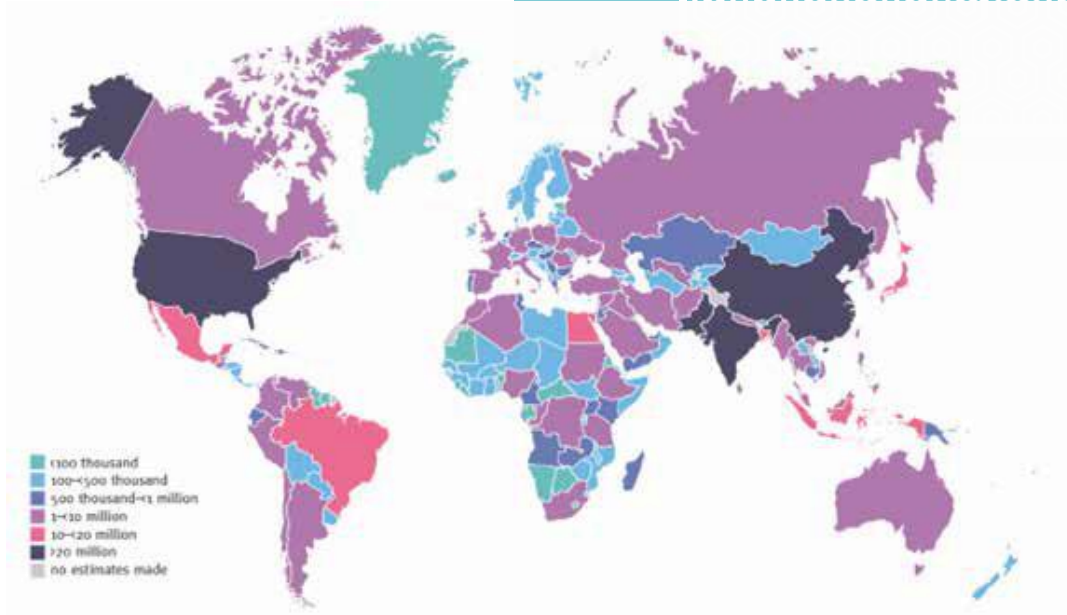 <100 thousand
100-<500 thousand
500 thousand-<1 million
1-<10 million
10-<20 million
>20 million
no estimates made